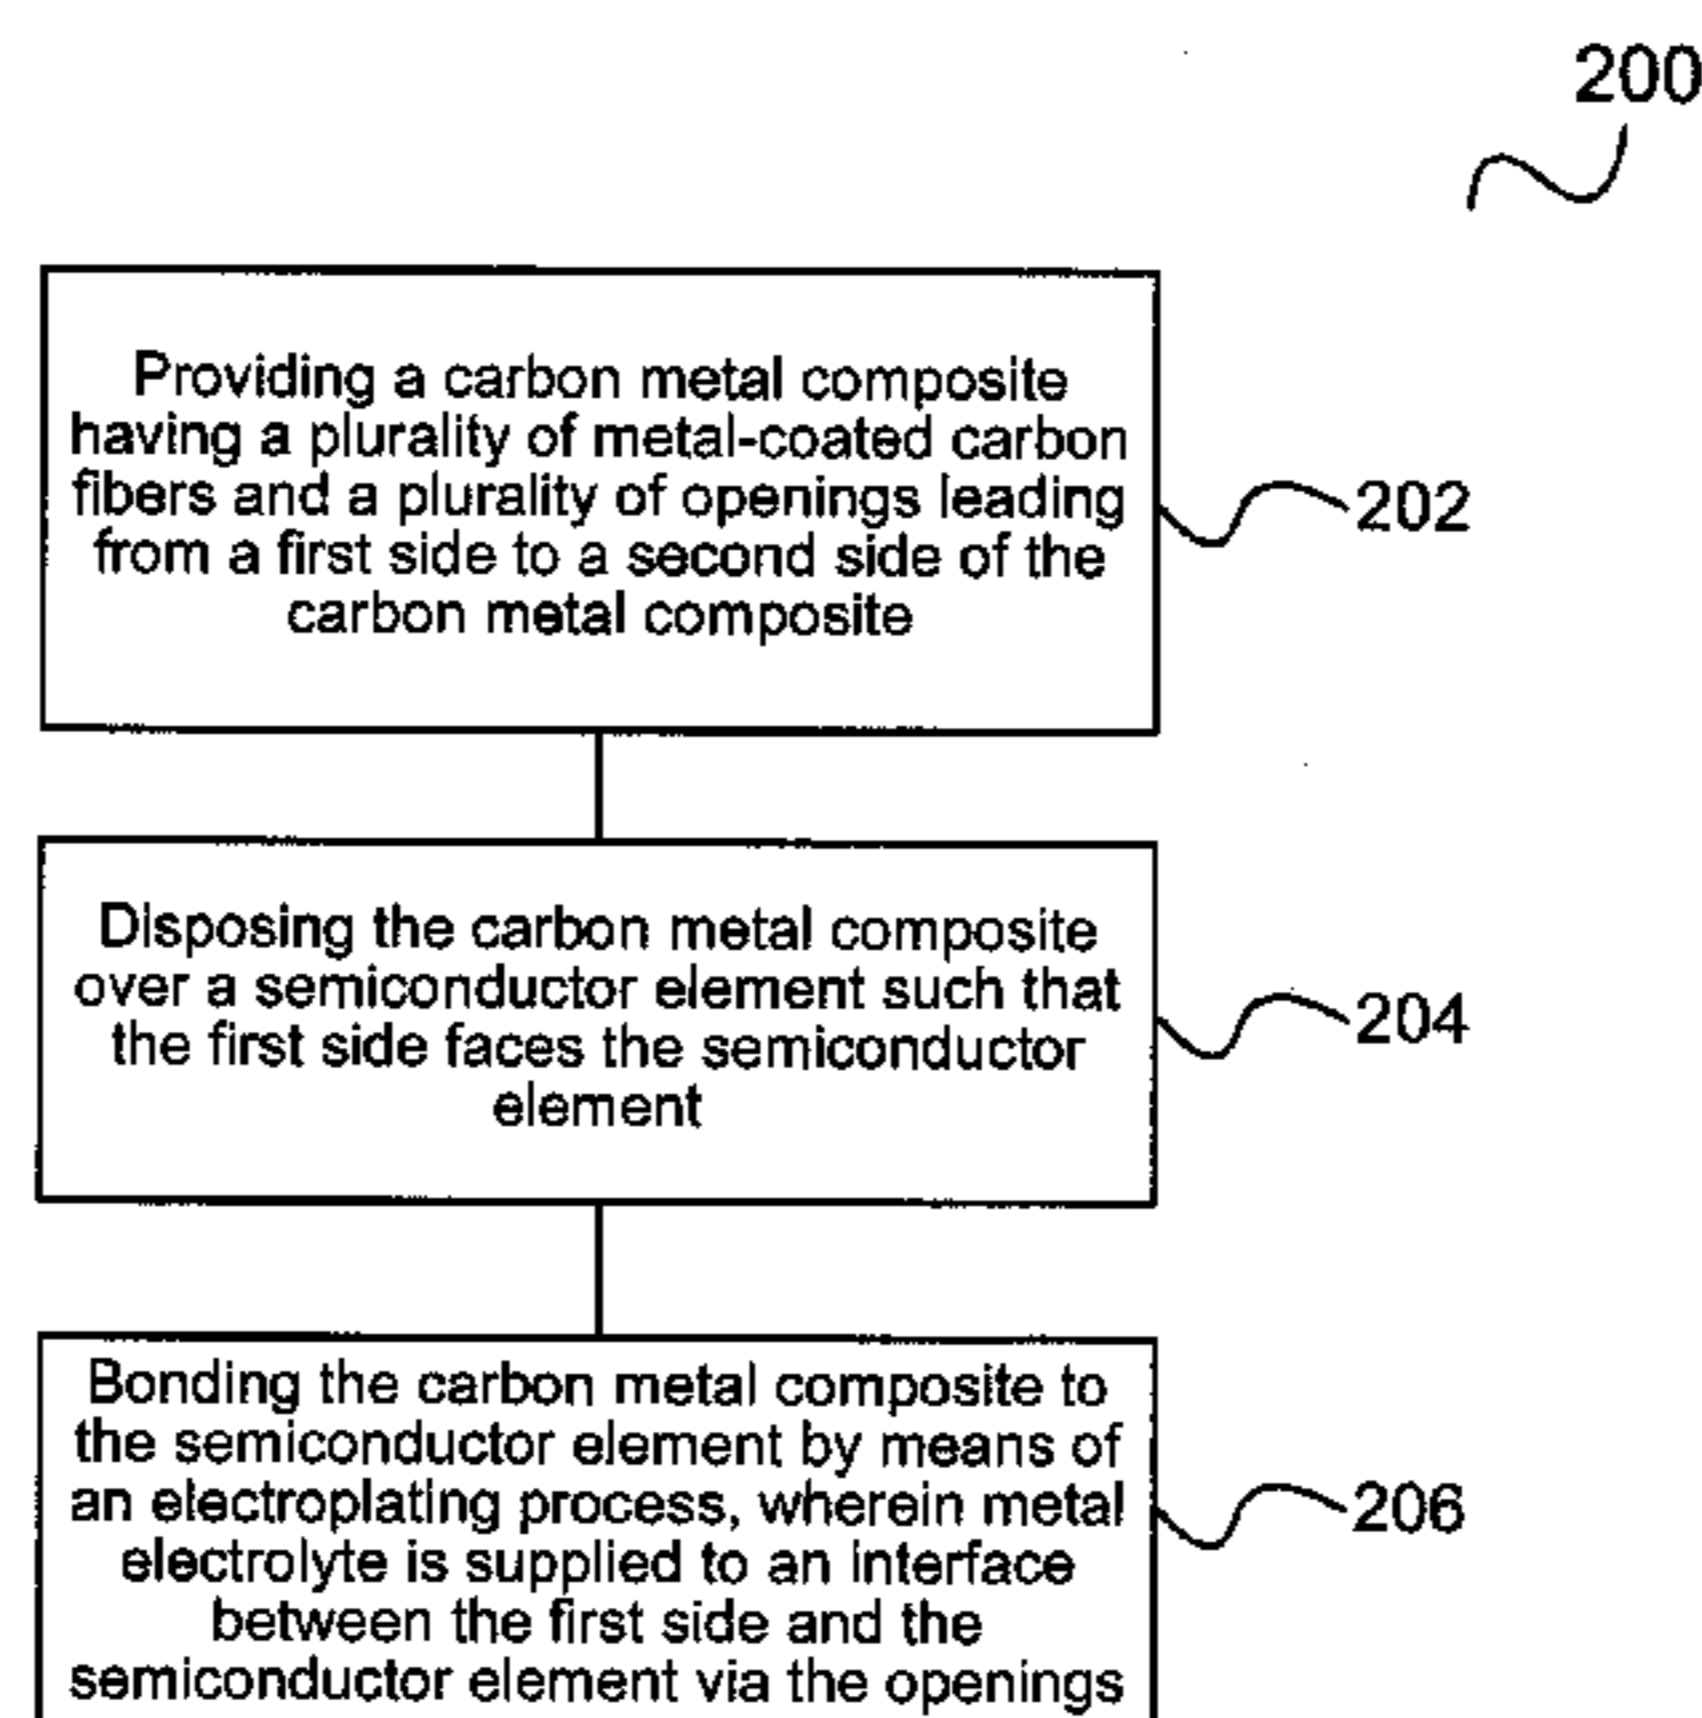 200
Providing a carbon metal composite
having a plurality of metal-coated carbon
fibers and a plurality of openings leading
from a first side to a second side of the
carbon metal composite
202
Disposing the carbon metal composite
over a semiconductor element such that
the first side faces the semiconductor
element
204
Bonding the carbon metal composite to
the semiconductor element by means of
an electroplating process, wherein metal
electrolyte is supplied to an interface
between the first side and the
semiconductor element via the openings
206